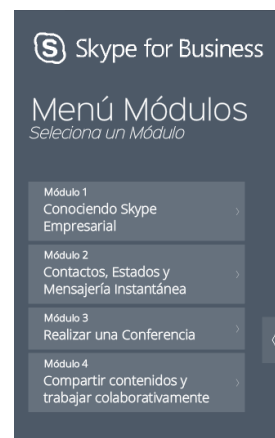 Skype for Business
Menú Módulos
Seleciona un Módulo
Módulo 1
Conociendo Skype
Empresarial
Módulo 2
Contactos, Estados y
Mensajería Instantánea
Módulo 3
Realizar una Conferencia
Módulo 4
Compartir contenidos y
trabajar colaborativamente